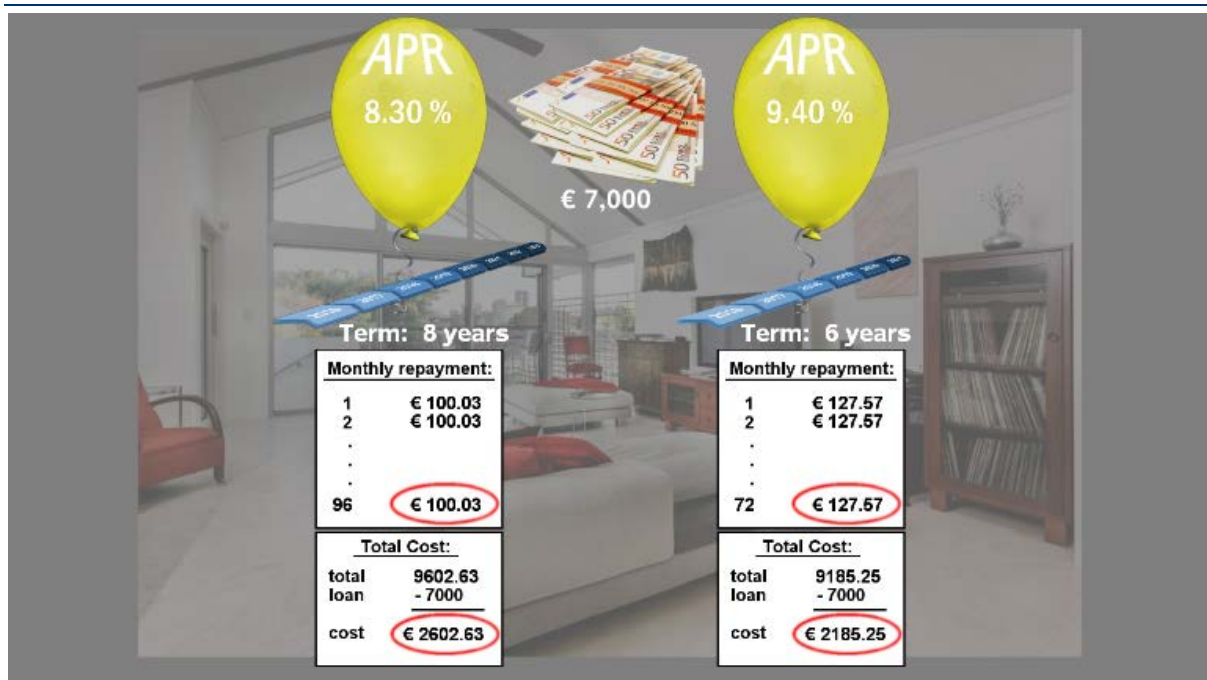 APR
8.30 %
€ 7,000
APR
9.40 %
Term: 8 years
Monthly repayment:
1 € 100.03
2 € 100.03
.
.
.
96 € 100.03
Total Cost:
total 9602.63
loan - 7000
cost € 2602.63
Term: 6 years
Monthly repayment:
1 € 127.57
2 € 127.57
.
.
.
72 € 127.57
Total Cost:
total 9185.25
loan - 7000
cost € 2185.25